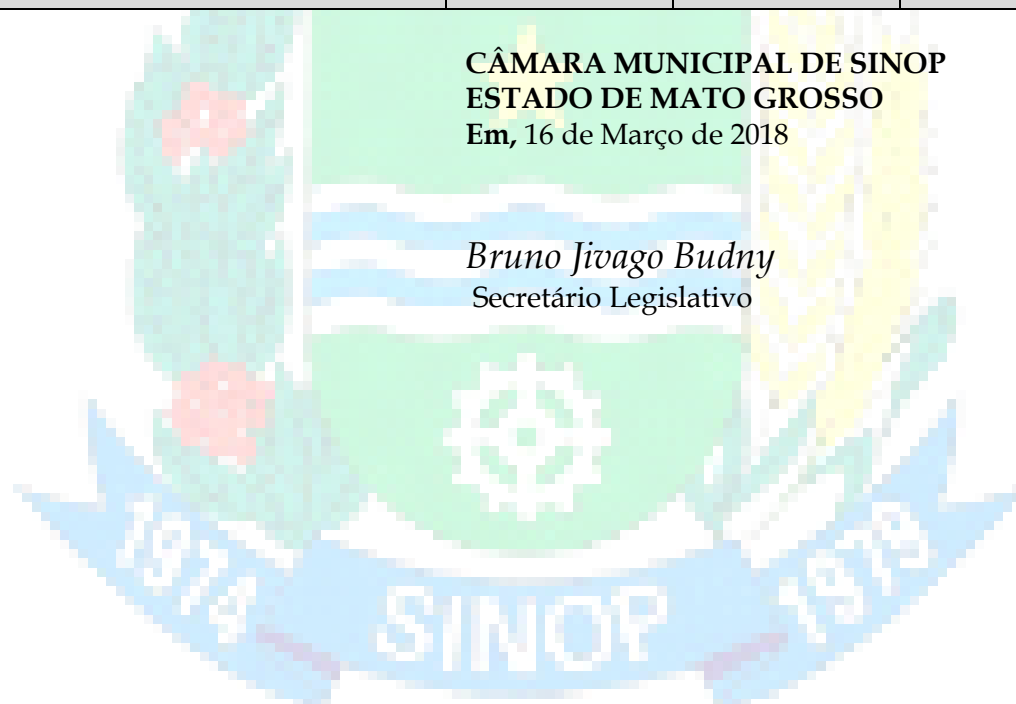 CÂMARA MUNICIPAL DE SINOP
ESTADO DE MATO GROSSO
Em, 16 de Março de 2018
Bruno Jivago Budny
Secretário Legislativo
1974
SINOP
1979